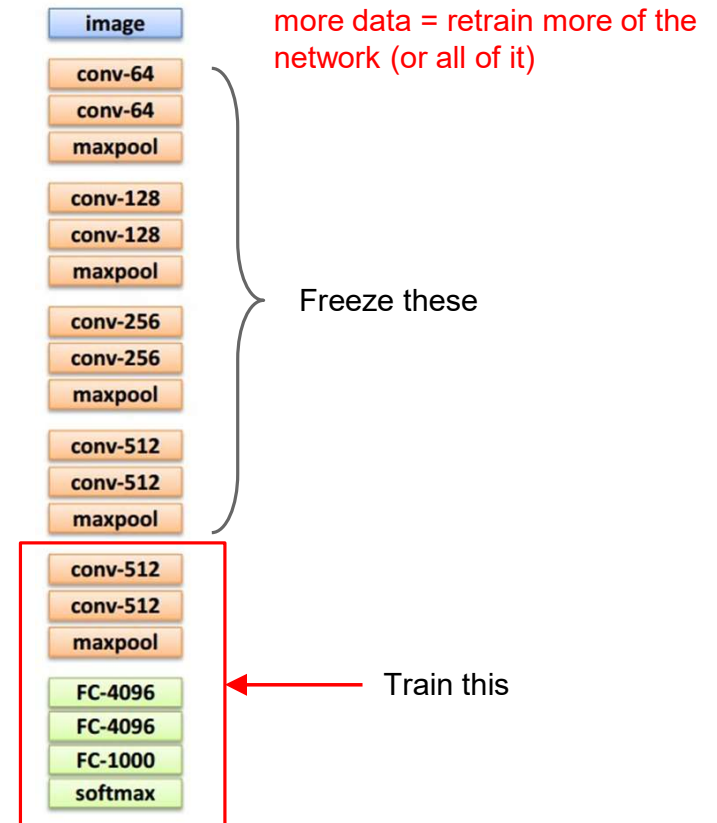 image
more data = retrain more of the
network (or all of it)
conv-64
conv-64
maxpool
conv-128
conv-128
maxpool
Freeze these
conv-256
conv-256
maxpool
conv-512
conv-512
maxpool
conv-512
conv-512
maxpool
Train this
FC-4096
FC-4096
FC-1000
softmax